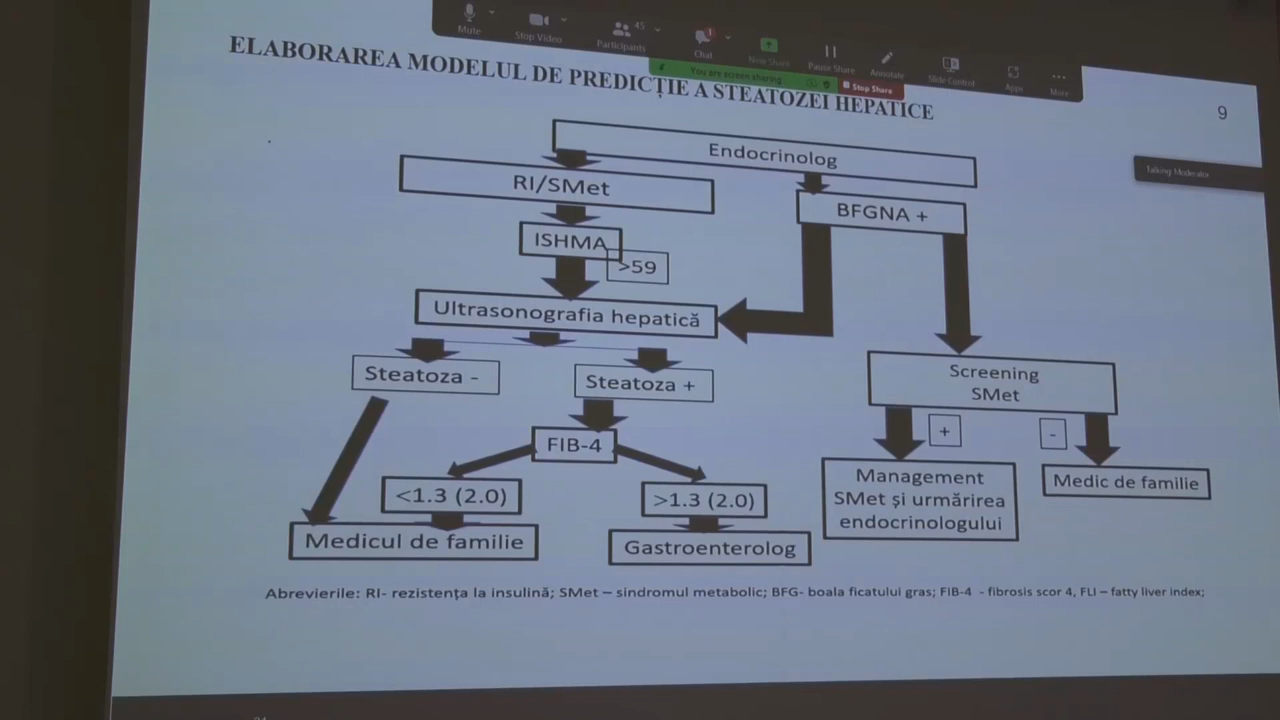 Mute
Stop Video
45
Participants
1
Chat
New Share
Pause Share
Annotate
Slide Control
Apps
More
You are screen sharing
Stop Share
ELABORAREA MODELUL DE PREDICȚIE A STEATOZEI HEPATICE
9
Talking: Moderator
Endocrinolog
RI/SMet
BFGNA +
ISHMA
>59
Ultrasonografia hepatică
Steatoza -
Steatoza +
Screening
SMet
FIB-4
+
-
<1.3 (2.0)
>1.3 (2.0)
Management
SMet și urmărirea
endocrinologului
Medic de familie
Medicul de familie
Gastroenterolog
Abrevierile: RI- rezistența la insulină; SMet – sindromul metabolic; BFG- boala ficatului gras; FIB-4 - fibrosis scor 4, FLI – fatty liver index;